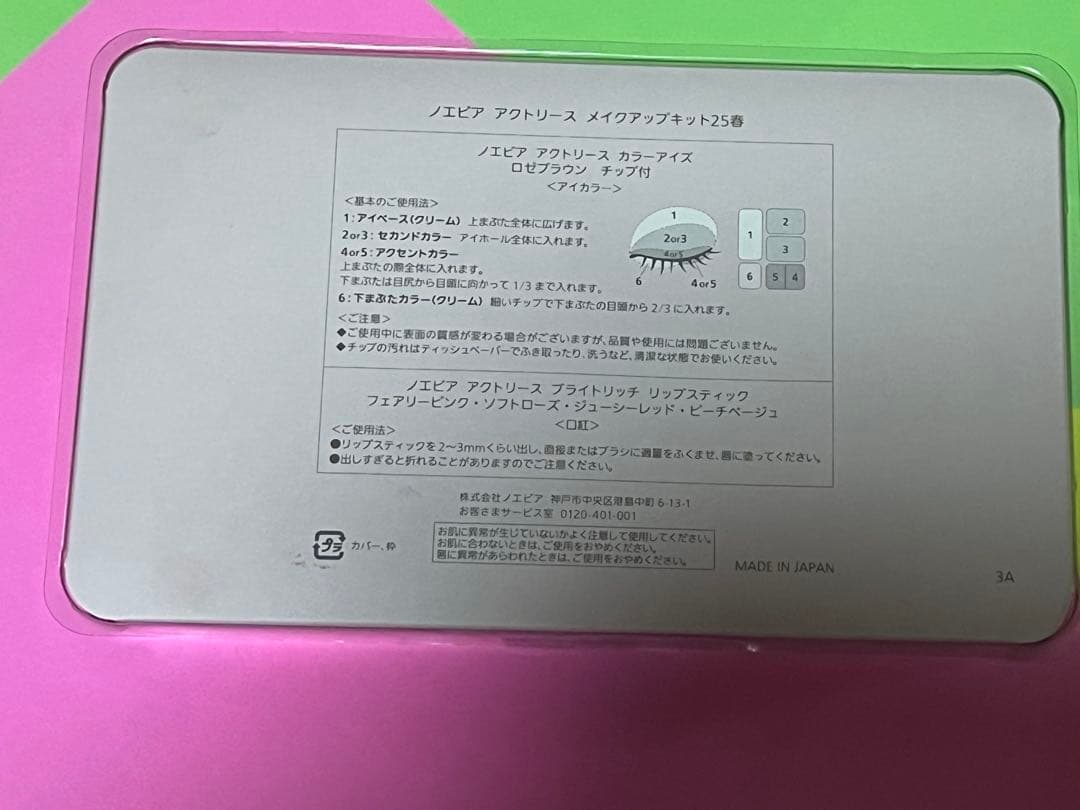 ノエビア アクトリース メイクアップキット25春
ノエビア アクトリース カラーアイズ
ロゼブラウン チップ付
<アイカラー>
<基本のご使用法>
1:アイベース(クリーム) 上まぶた全体に広げます。
2or3:セカンドカラー アイホール全体に入れます。
4or5:アクセントカラー
上まぶたの際全体に入れます。
下まぶたは目尻から目頭に向かって1/3まで入れます。
6:下まぶたカラー(クリーム) 細いチップで下まぶたの目頭から2/3に入れます。
1
2or3
4or5
6
4or5
1
2
3
6
5
4
<ご注意>
◆ご使用中に表面の質感が変わる場合がございますが、品質や使用には問題ございません。
◆チップの汚れはティッシュペーパーでふき取ったり、洗うなど、清潔な状態でお使いください。
ノエビア アクトリース ブライトリッチ リップスティック
フェアリーピンク・ソフトローズ・ジューシーレッド・ピーチベージュ
<口紅>
<ご使用法>
●リップスティックを2〜3mmくらい出し、直接またはブラシに適量をふくませ、唇に塗ってください。
●出しすぎると折れることがありますのでご注意ください。
株式会社ノエビア 神戸市中央区港島中町6-13-1
お客さまサービス室 0120-401-001
プラ カバー、枠
お肌に異常が生じていないかよく注意して使用してください。
お肌に合わないときは、ご使用をおやめください。
唇に異常があらわれたときは、ご使用をおやめください。
MADE IN JAPAN
3A